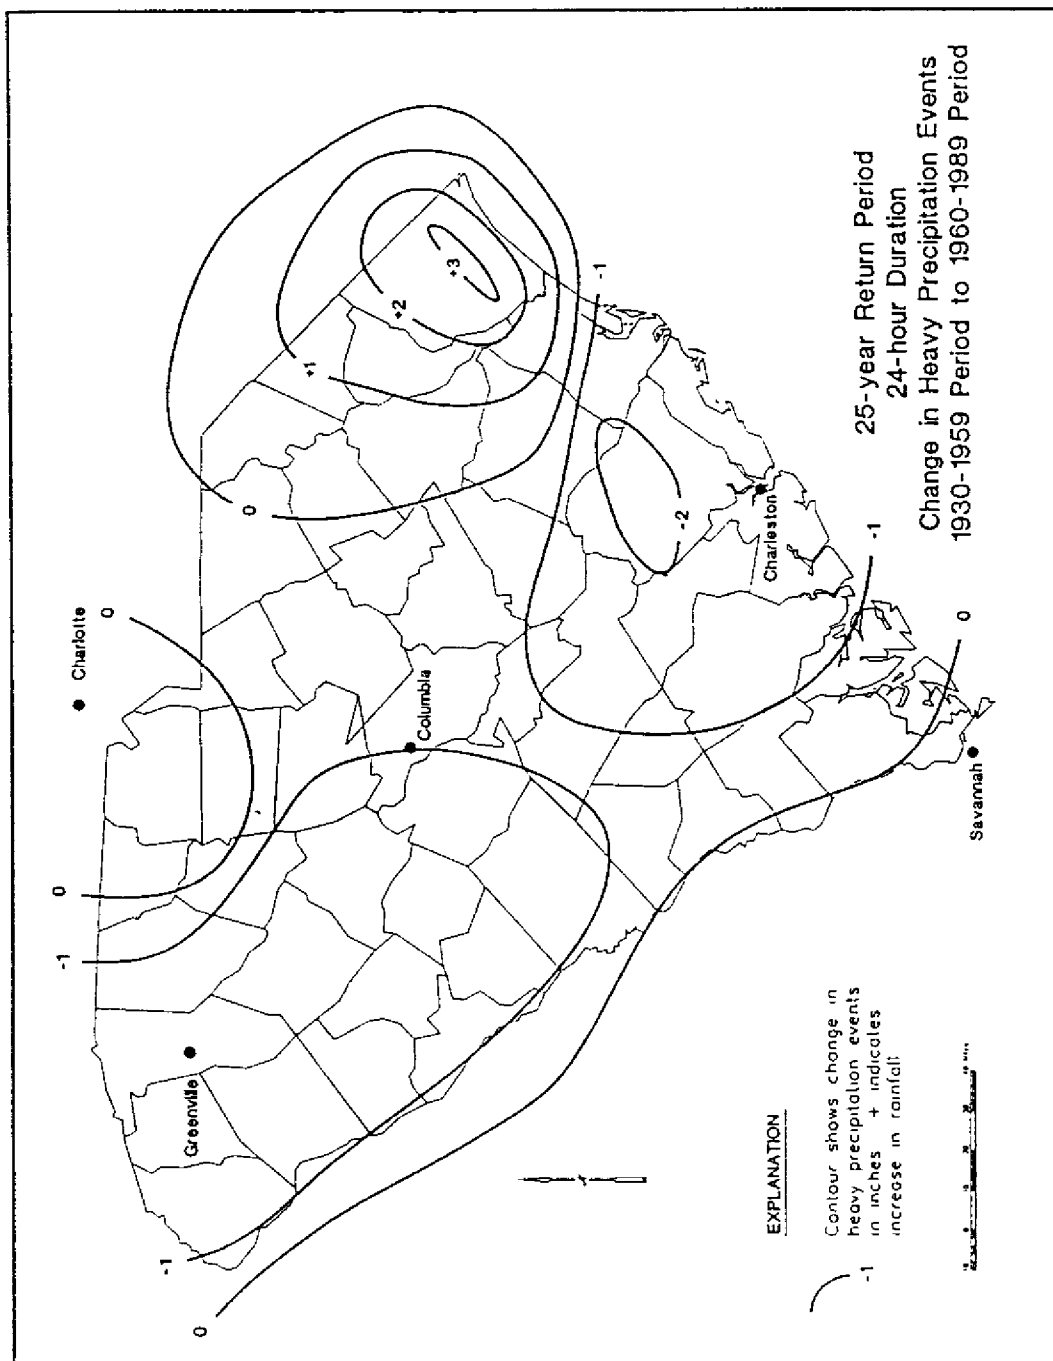 Charlotte
0
0
0
-1
+1
+2
+3
-1
Greenville
Columbia
-1
0
-2
Charleston
-1
0
Savannah
25-year Return Period
24-hour Duration
Change in Heavy Precipitation Events
1930-1959 Period to 1960-1989 Period
EXPLANATION
-1
Contour shows change in
heavy precipitation events
in inches + indicates
increase in rainfall